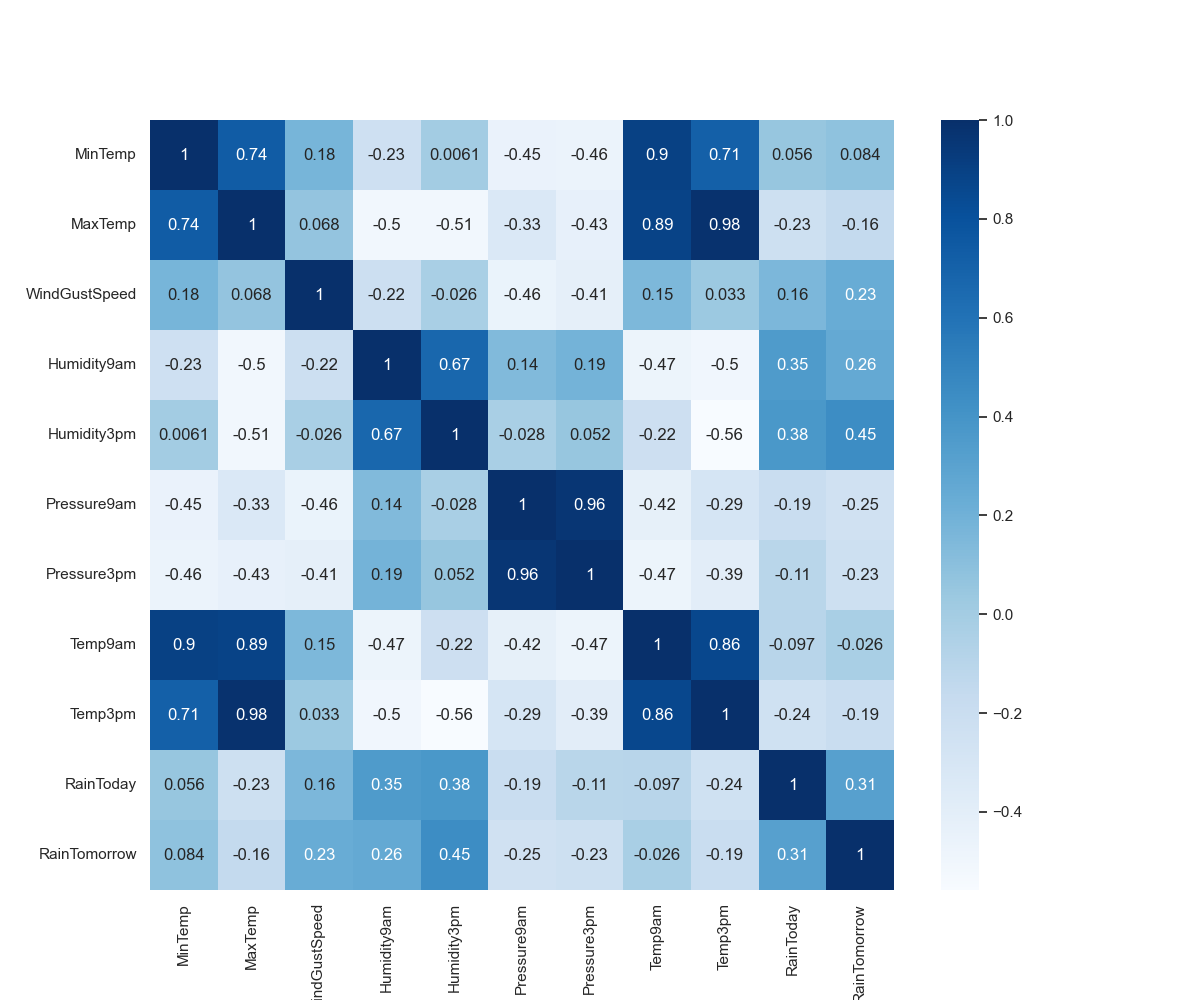 MinTemp 1 0.74 0.18 -0.23 0.0061 -0.45 -0.46 0.9 0.71 0.056 0.084
MaxTemp 0.74 1 0.068 -0.5 -0.51 -0.33 -0.43 0.89 0.98 -0.23 -0.16
WindGustSpeed 0.18 0.068 1 -0.22 -0.026 -0.46 -0.41 0.15 0.033 0.16 0.23
Humidity9am -0.23 -0.5 -0.22 1 0.67 0.14 0.19 -0.47 -0.5 0.35 0.26
Humidity3pm 0.0061 -0.51 -0.026 0.67 1 -0.028 0.052 -0.22 -0.56 0.38 0.45
Pressure9am -0.45 -0.33 -0.46 0.14 -0.028 1 0.96 -0.42 -0.29 -0.19 -0.25
Pressure3pm -0.46 -0.43 -0.41 0.19 0.052 0.96 1 -0.47 -0.39 -0.11 -0.23
Temp9am 0.9 0.89 0.15 -0.47 -0.22 -0.42 -0.47 1 0.86 -0.097 -0.026
Temp3pm 0.71 0.98 0.033 -0.5 -0.56 -0.29 -0.39 0.86 1 -0.24 -0.19
RainToday 0.056 -0.23 0.16 0.35 0.38 -0.19 -0.11 -0.097 -0.24 1 0.31
RainTomorrow 0.084 -0.16 0.23 0.26 0.45 -0.25 -0.23 -0.026 -0.19 0.31 1
MinTemp
MaxTemp
indGustSpeed
Humidity9am
Humidity3pm
Pressure9am
Pressure3pm
Temp9am
Temp3pm
RainToday
RainTomorrow
1.0
0.8
0.6
0.4
0.2
0.0
−0.2
−0.4